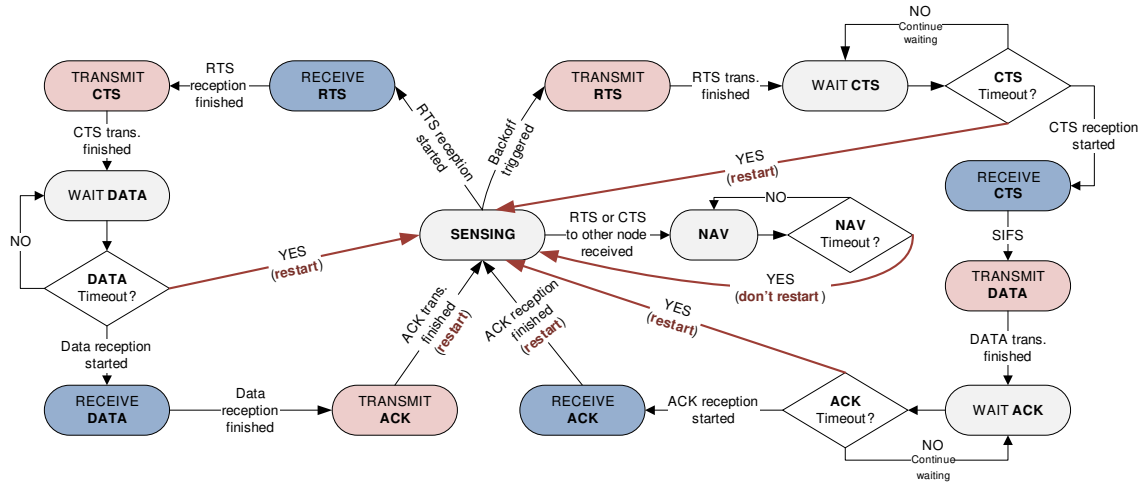 NO
Continue
waiting
TRANSMIT
CTS
RTS
reception
finished
RECEIVE
RTS
TRANSMIT
RTS
RTS trans.
finished
WAIT CTS
CTS
Timeout?
CTS trans.
finished
RTS reception
started
Backoff
triggered
CTS reception
started
YES
(restart)
WAIT DATA
RECEIVE
CTS
NO
SENSING
RTS or CTS
to other node
received
NAV
NO
NAV
Timeout ?
SIFS
YES
(restart)
DATA
Timeout?
YES
(don't restart )
TRANSMIT
DATA
ACK trans.
finished
(restart)
ACK reception
finished
(restart)
YES
(restart)
DATA trans.
finished
Data reception
started
RECEIVE
DATA
Data
reception
finished
TRANSMIT
ACK
RECEIVE
ACK
ACK reception
started
ACK
Timeout?
WAIT ACK
NO
Continue
waiting